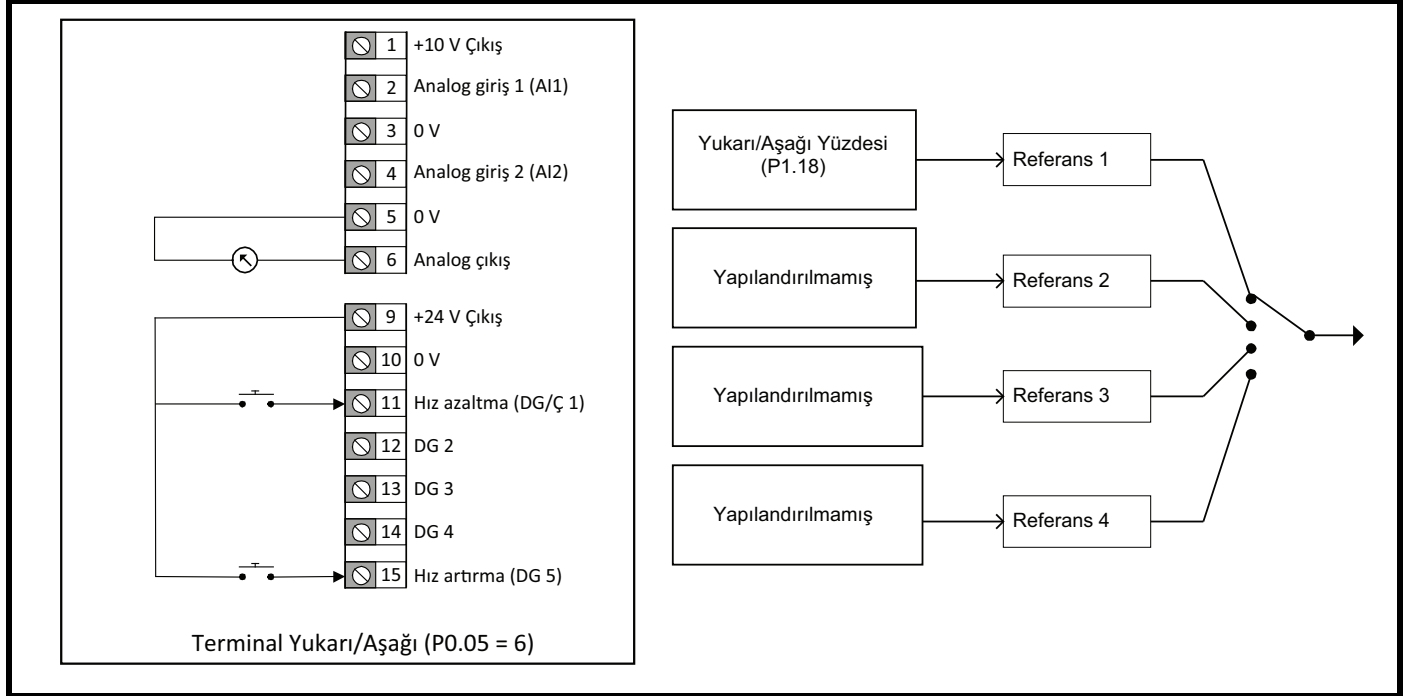 1 +10 V Çıkış
2 Analog giriş 1 (AI1)
3 0 V
4 Analog giriş 2 (AI2)
5 0 V
6 Analog çıkış
9 +24 V Çıkış
10 0 V
11 Hız azaltma (DG/Ç 1)
12 DG 2
13 DG 3
14 DG 4
15 Hız artırma (DG 5)
Terminal Yukarı/Aşağı (P0.05 = 6)
Yukarı/Aşağı Yüzdesi
(P1.18)
Referans 1
Yapılandırılmamış
Referans 2
Yapılandırılmamış
Referans 3
Yapılandırılmamış
Referans 4